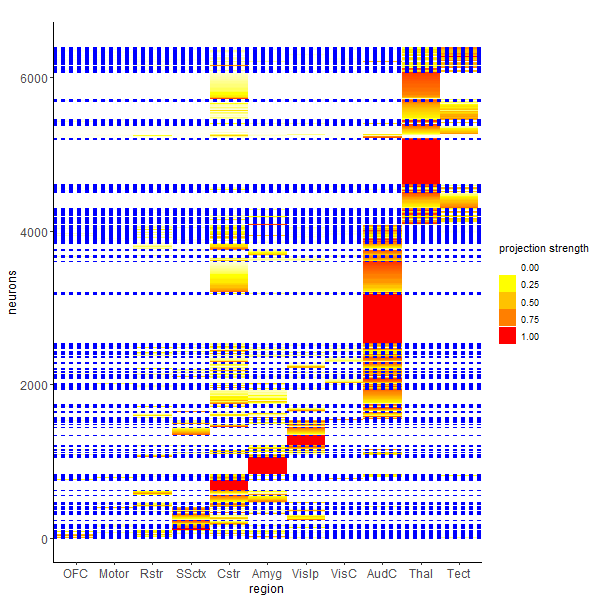 6000
4000
2000
0
neurons
OFC Motor Rstr SSctx Cstr Amyg VisIp VisC AudC Thal Tect
region
projection strength
0.00
0.25
0.50
0.75
1.00